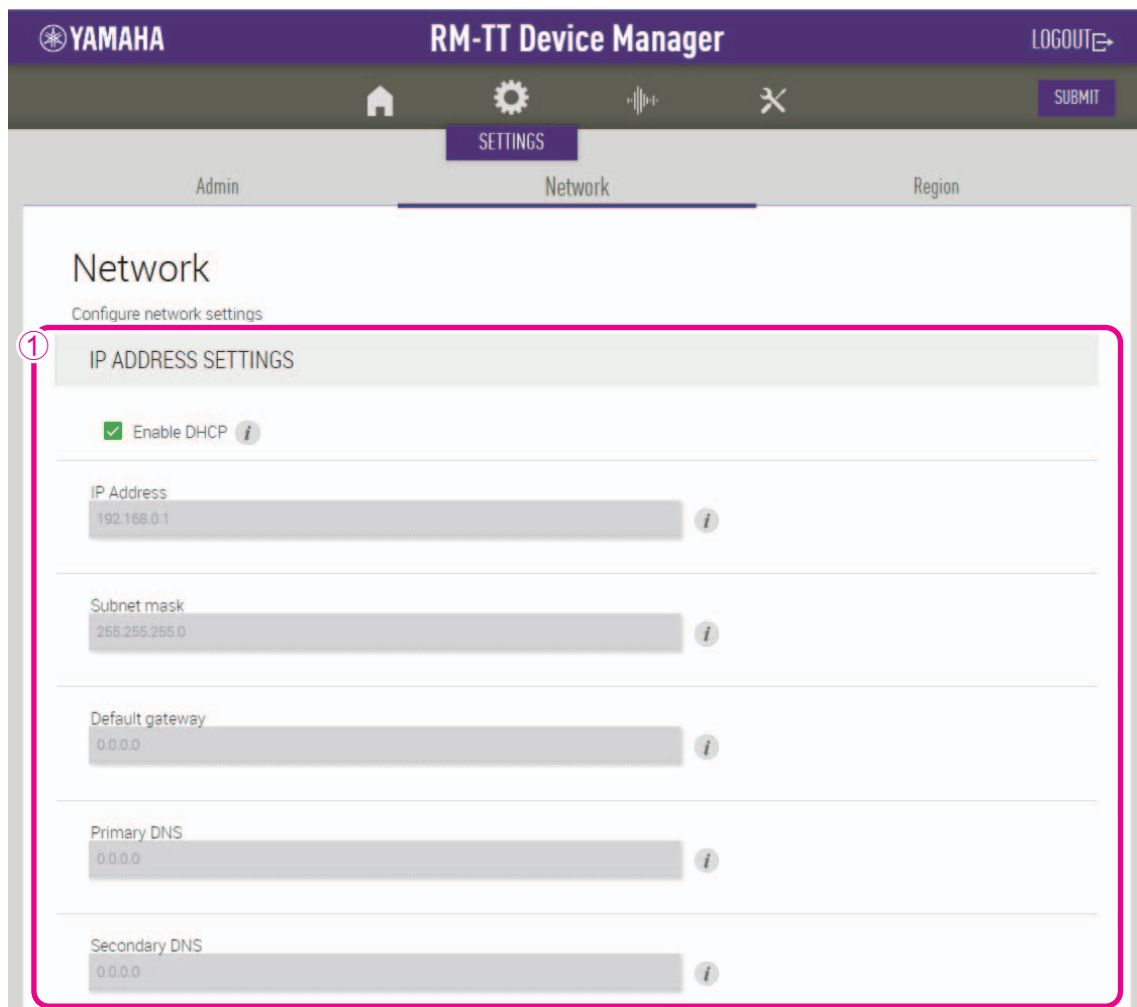 YAMAHA
RM-TT Device Manager
LOGOUT
SUBMIT
SETTINGS
Admin
Network
Region
Network
Configure network settings
①
IP ADDRESS SETTINGS
Enable DHCP i
IP Address
192.168.0.1 i
Subnet mask
255.255.255.0 i
Default gateway
0.0.0.0 i
Primary DNS
0.0.0.0 i
Secondary DNS
0.0.0.0 i